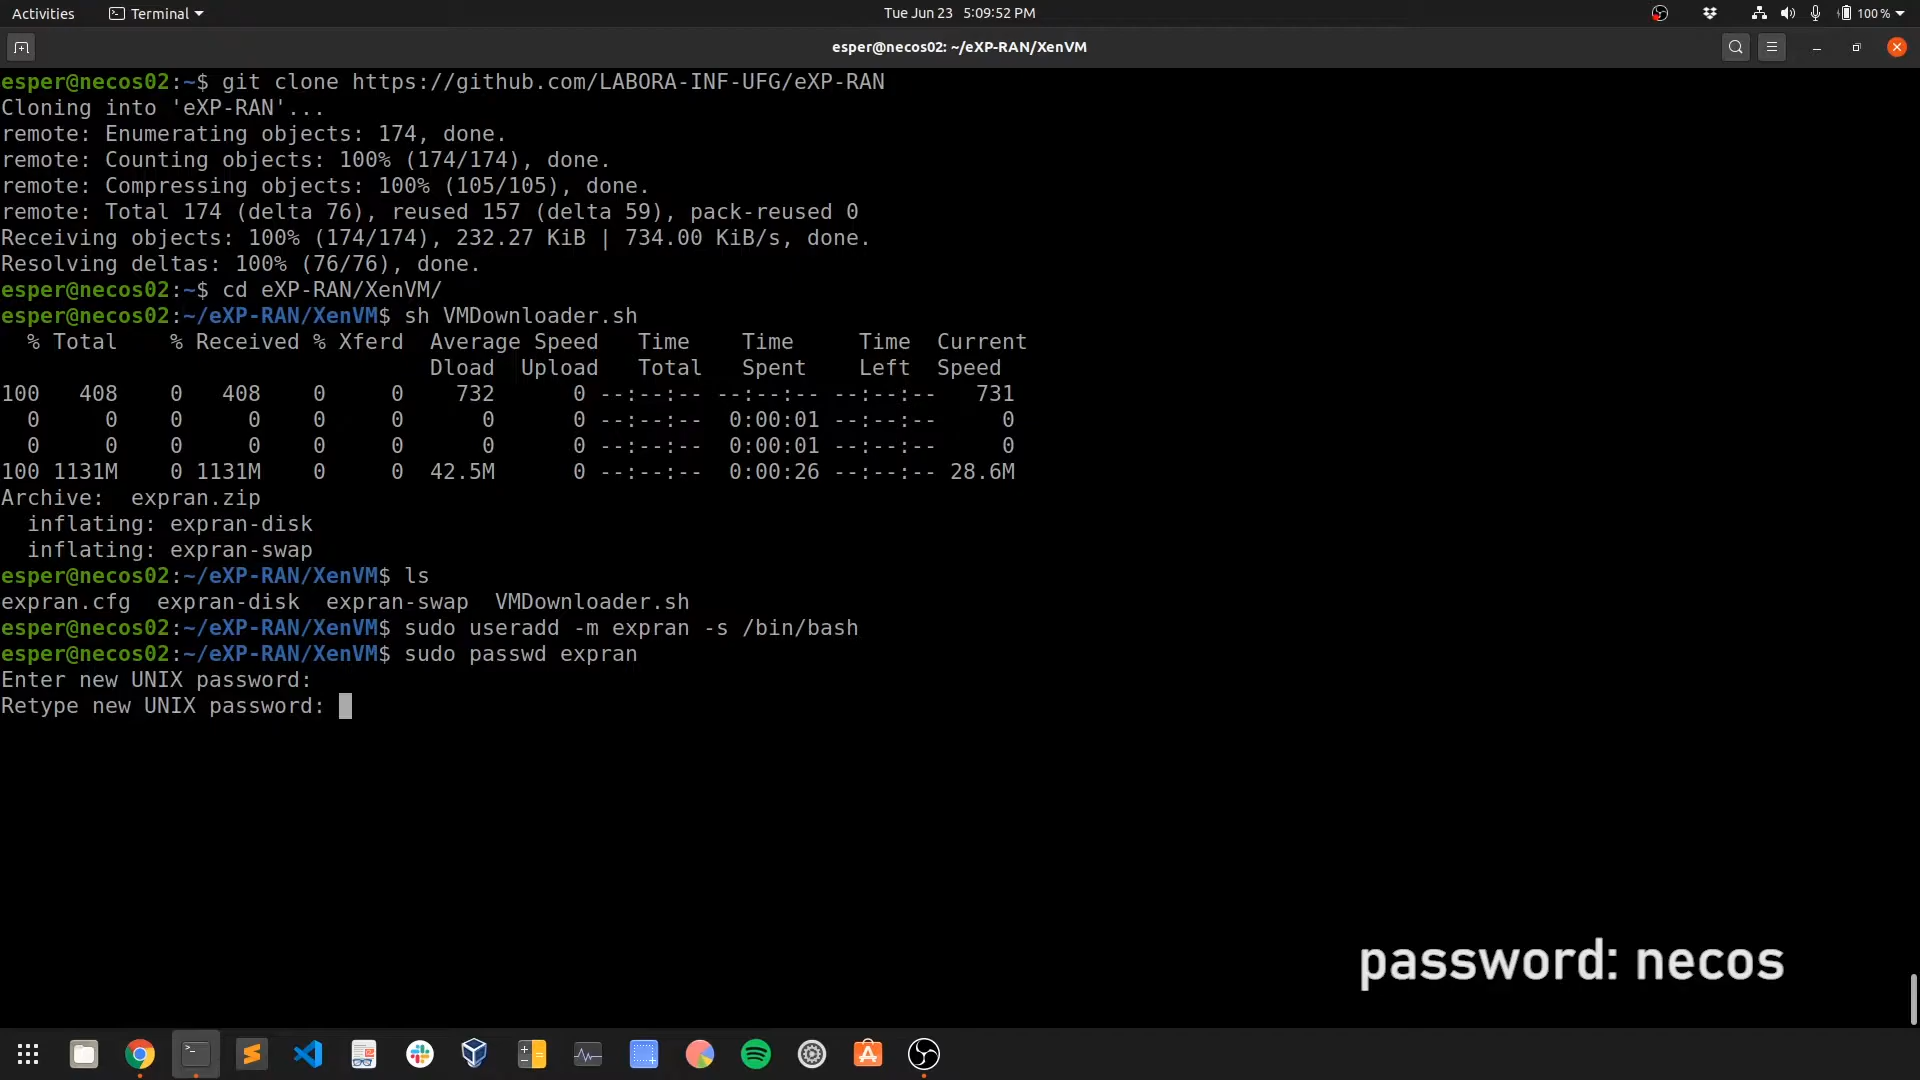 Activities Terminal Tue Jun 23 5:09:52 PM 100 %
esper@necos02: ~/eXP-RAN/XenVM
esper@necos02:~$ git clone https://github.com/LABORA-INF-UFG/eXP-RAN
Cloning into 'eXP-RAN'...
remote: Enumerating objects: 174, done.
remote: Counting objects: 100% (174/174), done.
remote: Compressing objects: 100% (105/105), done.
remote: Total 174 (delta 76), reused 157 (delta 59), pack-reused 0
Receiving objects: 100% (174/174), 232.27 KiB | 734.00 KiB/s, done.
Resolving deltas: 100% (76/76), done.
esper@necos02:~$ cd eXP-RAN/XenVM/
esper@necos02:~/eXP-RAN/XenVM$ sh VMDownloader.sh
  % Total    % Received % Xferd  Average Speed   Time    Time     Time  Current
                                 Dload  Upload   Total   Spent    Left  Speed
100   408    0   408    0     0    732      0 --:--:-- --:--:-- --:--:--   731
  0     0    0     0    0     0      0      0 --:--:--  0:00:01 --:--:--     0
  0     0    0     0    0     0      0      0 --:--:--  0:00:01 --:--:--     0
100 1131M    0 1131M    0     0  42.5M      0 --:--:--  0:00:26 --:--:-- 28.6M
Archive:  expran.zip
  inflating: expran-disk
  inflating: expran-swap
esper@necos02:~/eXP-RAN/XenVM$ ls
expran.cfg  expran-disk  expran-swap  VMDownloader.sh
esper@necos02:~/eXP-RAN/XenVM$ sudo useradd -m expran -s /bin/bash
esper@necos02:~/eXP-RAN/XenVM$ sudo passwd expran
Enter new UNIX password:
Retype new UNIX password:
password: necos